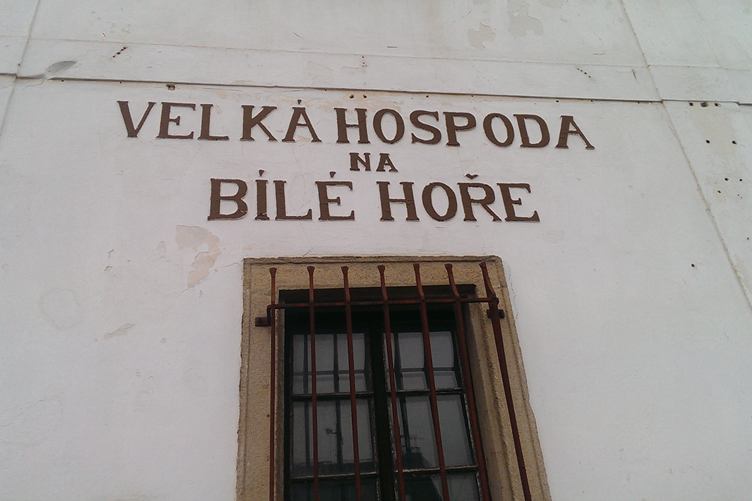 VELKÁ HOSPODA
NA
BÍLÉ HOŘE